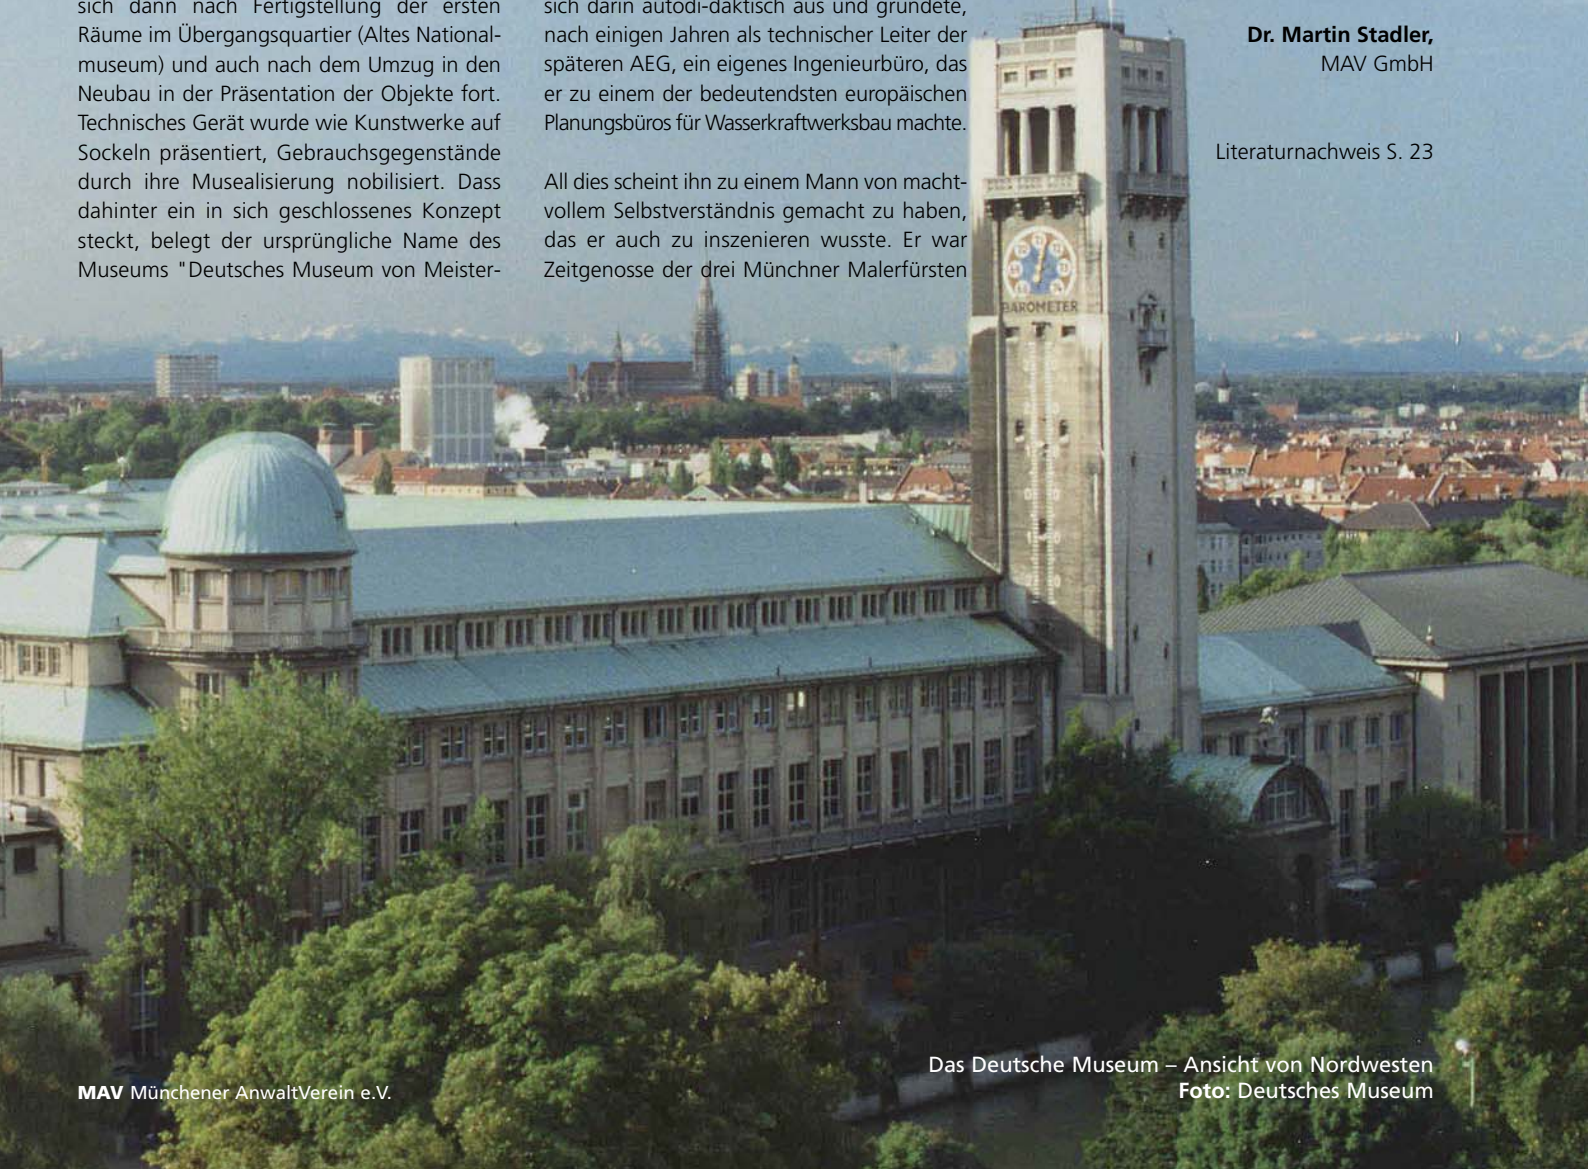 sich dann nach Fertigstellung der ersten
Räume im Übergangsquartier (Altes National-
museum) und auch nach dem Umzug in den
Neubau in der Präsentation der Objekte fort.
Technisches Gerät wurde wie Kunstwerke auf
Sockeln präsentiert, Gebrauchsgegenstände
durch ihre Musealisierung nobilisiert. Dass
dahinter ein in sich geschlossenes Konzept
steckt, belegt der ursprüngliche Name des
Museums "Deutsches Museum von Meister-
sich darin autodi-daktisch aus und gründete,
nach einigen Jahren als technischer Leiter der
späteren AEG, ein eigenes Ingenieurbüro, das
er zu einem der bedeutendsten europäischen
Planungsbüros für Wasserkraftwerksbau machte.
All dies scheint ihn zu einem Mann von macht-
vollem Selbstverständnis gemacht zu haben,
das er auch zu inszenieren wusste. Er war
Zeitgenosse der drei Münchner Malerfürsten
Dr. Martin Stadler,
MAV GmbH
Literaturnachweis S. 23
BAROMETER
Das Deutsche Museum – Ansicht von Nordwesten
Foto: Deutsches Museum
MAV Münchener AnwaltVerein e.V.